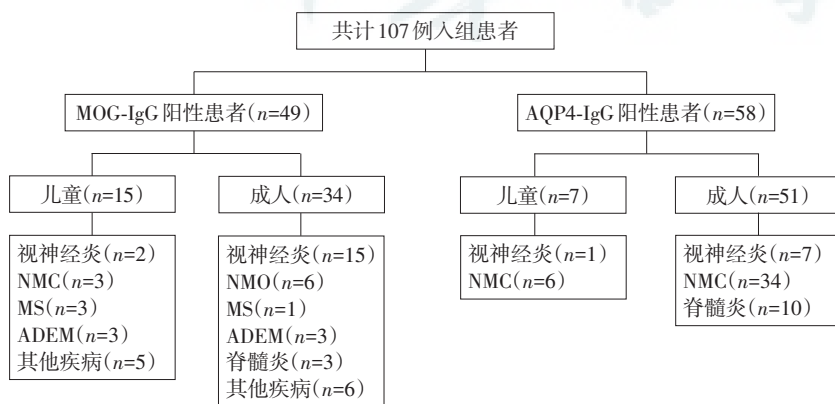 共计107例入组患者
MOG-IgG阳性患者(n=49)
AQP4-IgG阳性患者(n=58)
儿童(n=15)
成人(n=34)
儿童(n=7)
成人(n=51)
视神经炎(n=2)
NMC(n=3)
MS(n=3)
ADEM(n=3)
其他疾病(n=5)
视神经炎(n=15)
NMO(n=6)
MS(n=1)
ADEM(n=3)
脊髓炎(n=3)
其他疾病(n=6)
视神经炎(n=1)
NMC(n=6)
视神经炎(n=7)
NMC(n=34)
脊髓炎(n=10)